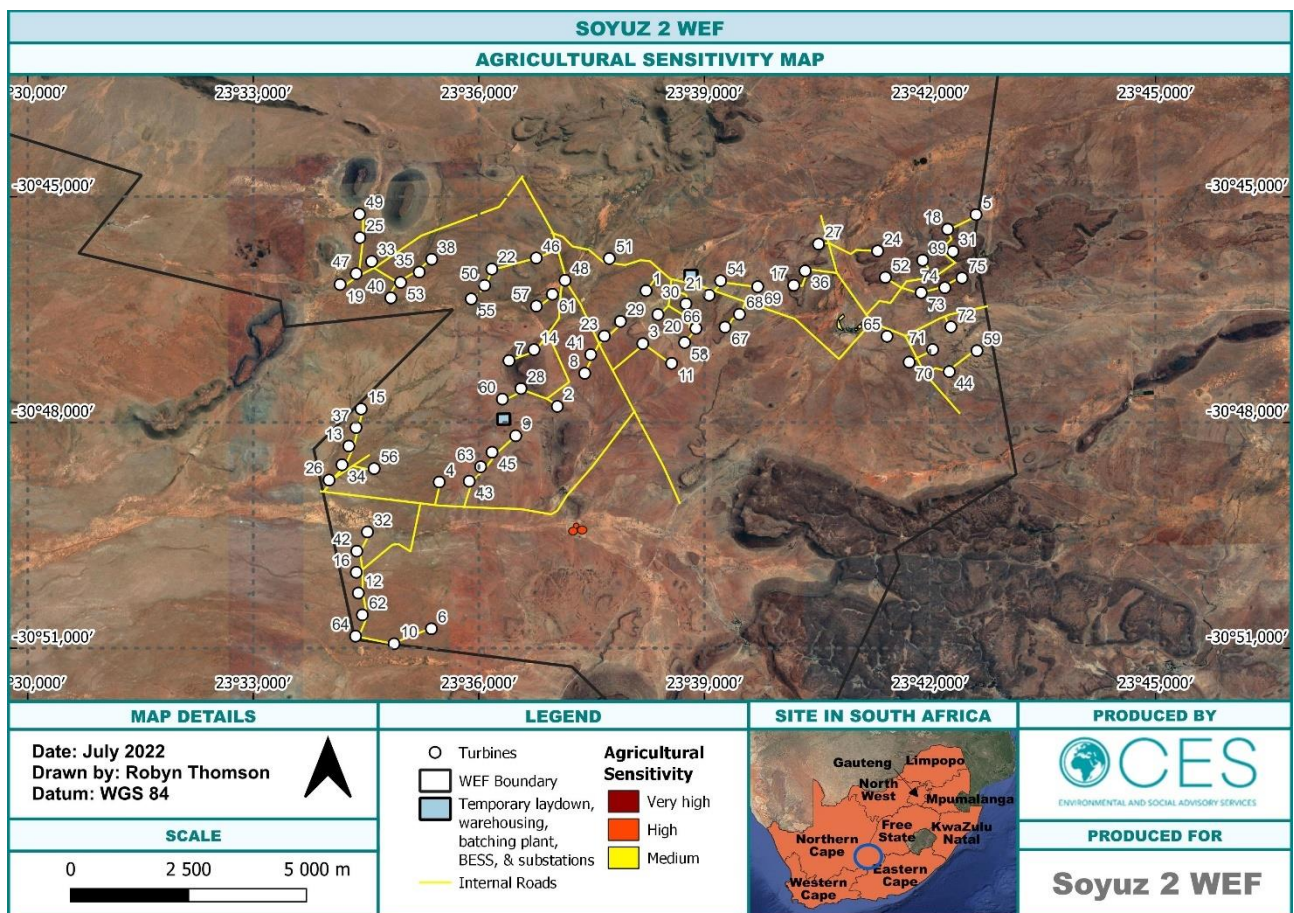 SOYUZ 2 WEF
AGRICULTURAL SENSITIVITY MAP
°30,000′ 23°33,000′ 23°36,000′ 23°39,000′ 23°42,000′ 23°45,000′
-30°45,000′ -30°45,000′
49
5
18
25
27
46
51
24
31
38
33
39
47
35
22
48
17
52
74
75
50
1
21
54
36
19
40
53
57
61
30
69
73
55
68
29
20
66
72
23
3
67
65
71
14
41
58
59
7
8
11
70
44
28
60
2
15
-30°48,000′ -30°48,000′
37
9
13
63
45
56
26
34
4
43
32
42
16
12
62
6
64
10
-30°51,000′ -30°51,000′
°30,000′ 23°33,000′ 23°36,000′ 23°39,000′ 23°42,000′ 23°45,000′
MAP DETAILS
Date: July 2022
Drawn by: Robyn Thomson
Datum: WGS 84
SCALE
0 2 500 5 000 m
LEGEND
Turbines
WEF Boundary
Temporary laydown,
warehousing,
batching plant,
BESS, & substations
Internal Roads
Agricultural
Sensitivity
Very high
High
Medium
SITE IN SOUTH AFRICA
Limpopo
Gauteng
North
West
Mpumalanga
Free
State
KwaZulu
Natal
Northern
Cape
Eastern
Cape
Western
Cape
PRODUCED BY
CES
ENVIRONMENTAL AND SOCIAL ADVISORY SERVICES
PRODUCED FOR
Soyuz 2 WEF